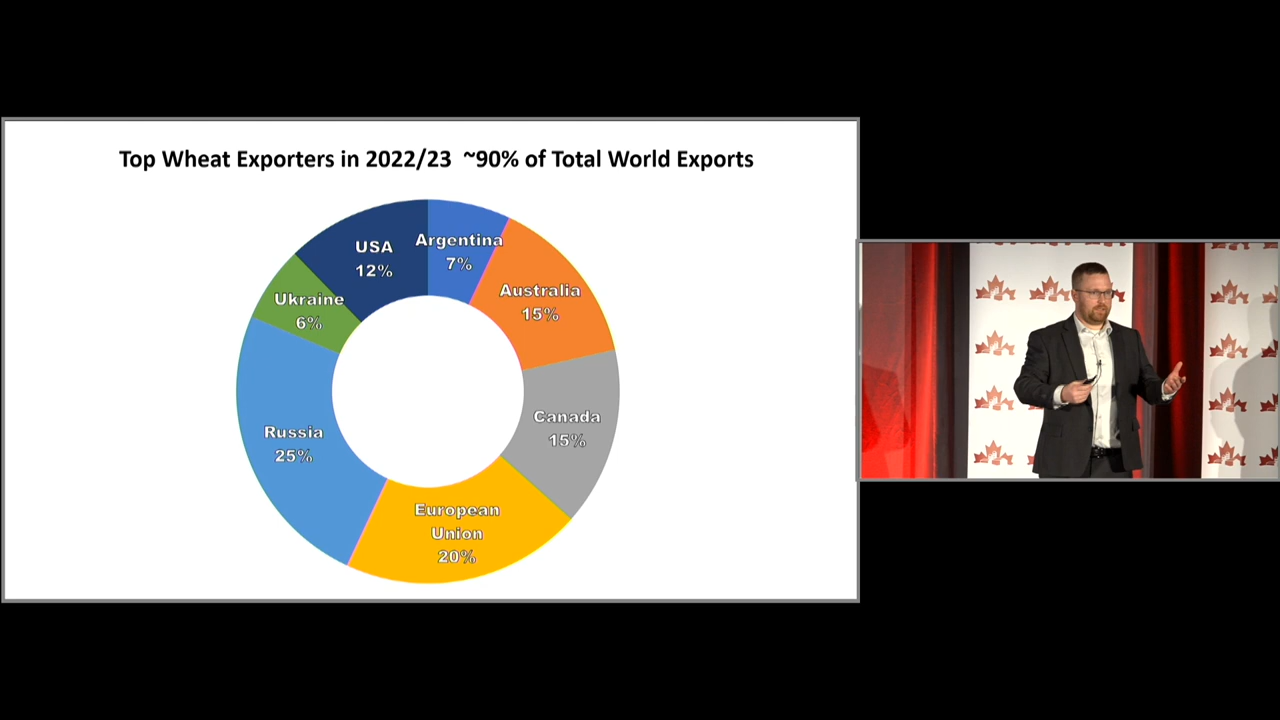 Top Wheat Exporters in 2022/23 ~90% of Total World Exports
USA
12%
Argentina
7%
Australia
15%
Ukraine
6%
Canada
15%
Russia
25%
European
Union
20%